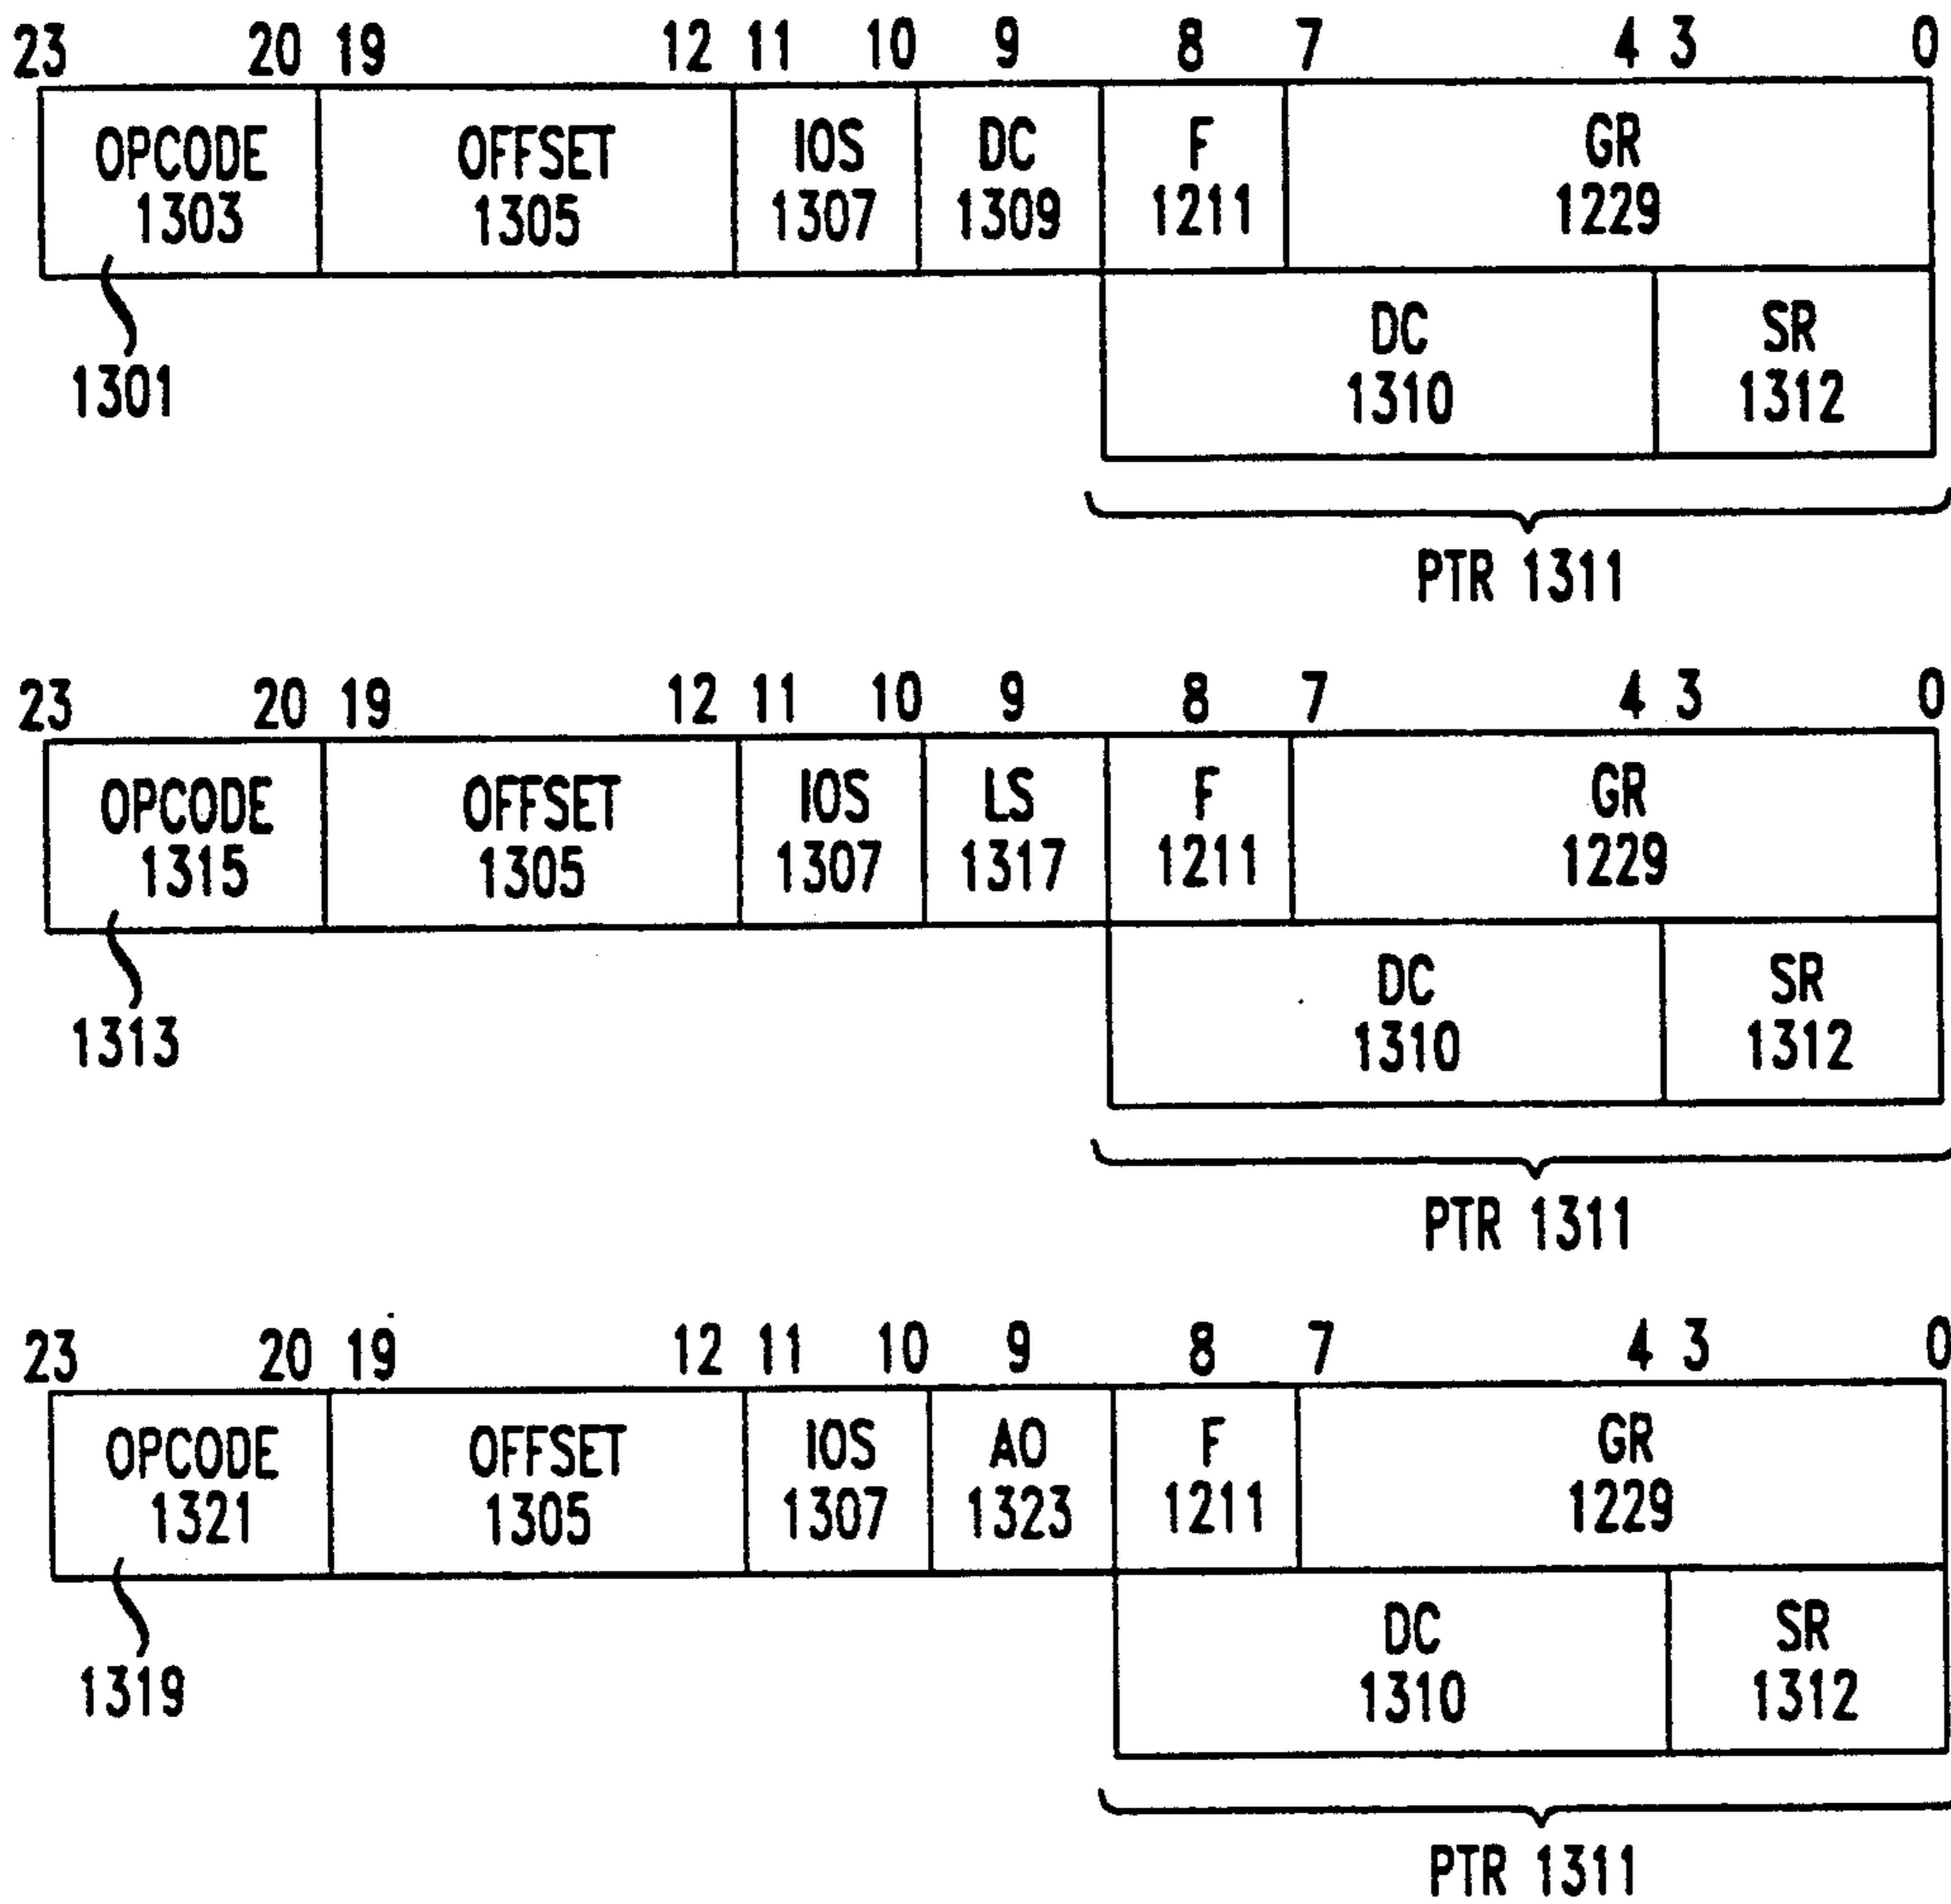 23 20 19 12 11 10 9 8 7 4 3 0
OPCODE OFFSET IOS DC F GR
1303 1305 1307 1309 1211 1229
DC SR
1310 1312
1301
PTR 1311
23 20 19 12 11 10 9 8 7 4 3 0
OPCODE OFFSET IOS LS F GR
1315 1305 1307 1317 1211 1229
DC SR
1310 1312
1313
PTR 1311
23 20 19 12 11 10 9 8 7 4 3 0
OPCODE OFFSET IOS AO F GR
1321 1305 1307 1323 1211 1229
DC SR
1310 1312
1319
PTR 1311